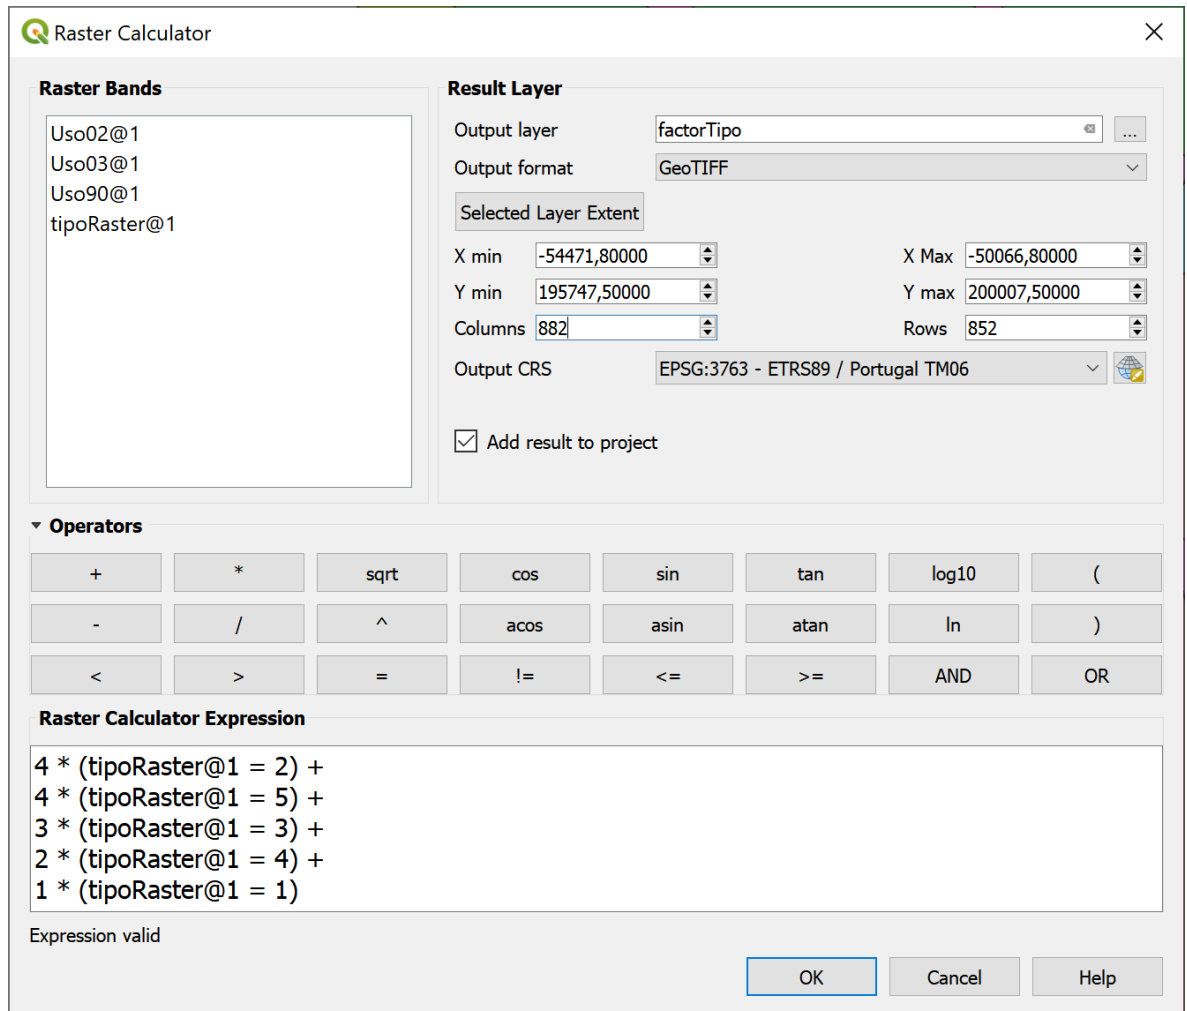 Raster Calculator
Raster Bands
Uso02@1
Uso03@1
Uso90@1
tipoRaster@1
Result Layer
Output layer factorTipo ...
Output format GeoTIFF
Selected Layer Extent
X min -54471,80000 X Max -50066,80000
Y min 195747,50000 Y max 200007,50000
Columns 882 Rows 852
Output CRS EPSG:3763 - ETRS89 / Portugal TM06
Add result to project
Operators
+ * sqrt cos sin tan log10 (
- / ^ acos asin atan ln )
< > = != <= >= AND OR
Raster Calculator Expression
4 * (tipoRaster@1 = 2) +
4 * (tipoRaster@1 = 5) +
3 * (tipoRaster@1 = 3) +
2 * (tipoRaster@1 = 4) +
1 * (tipoRaster@1 = 1)
Expression valid
OK Cancel Help